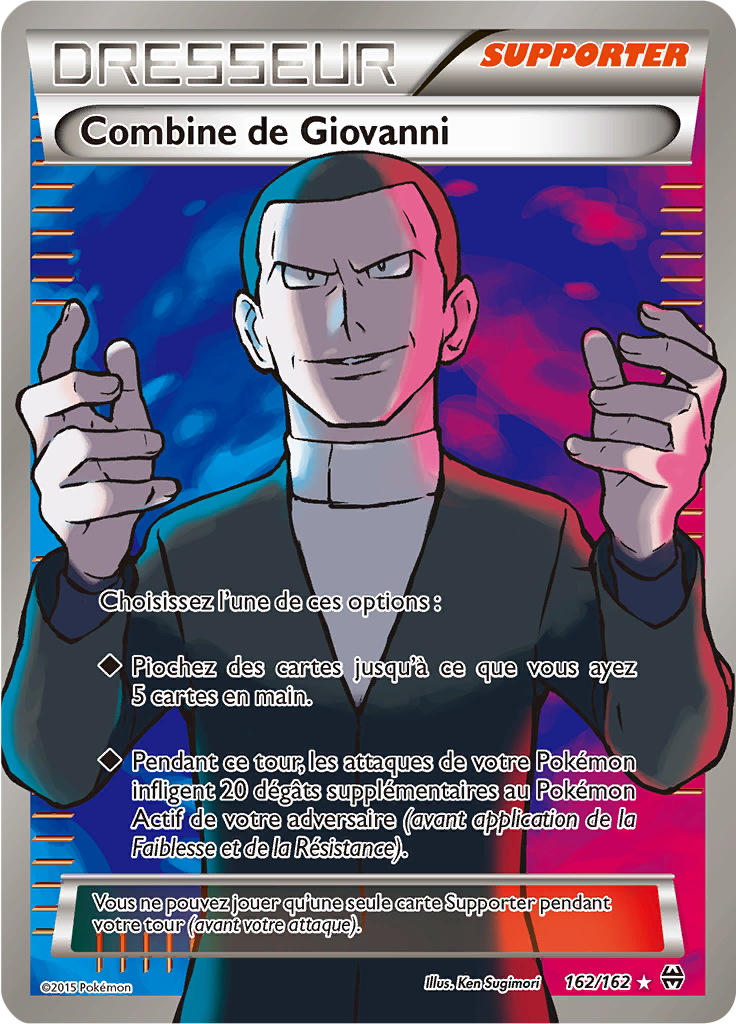 DRESSEUR
SUPPORTER
Combine de Giovanni
Choisissez l'une de ces options :
Piochez des cartes jusqu'à ce que vous ayez
5 cartes en main.
Pendant ce tour, les attaques de votre Pokémon
infligent 20 dégâts supplémentaires au Pokémon
Actif de votre adversaire (avant application de la
Faiblesse et de la Résistance).
Vous ne pouvez jouer qu'une seule carte Supporter pendant
votre tour (avant votre attaque).
©2015 Pokémon
Illus. Ken Sugimori
162/162 ★